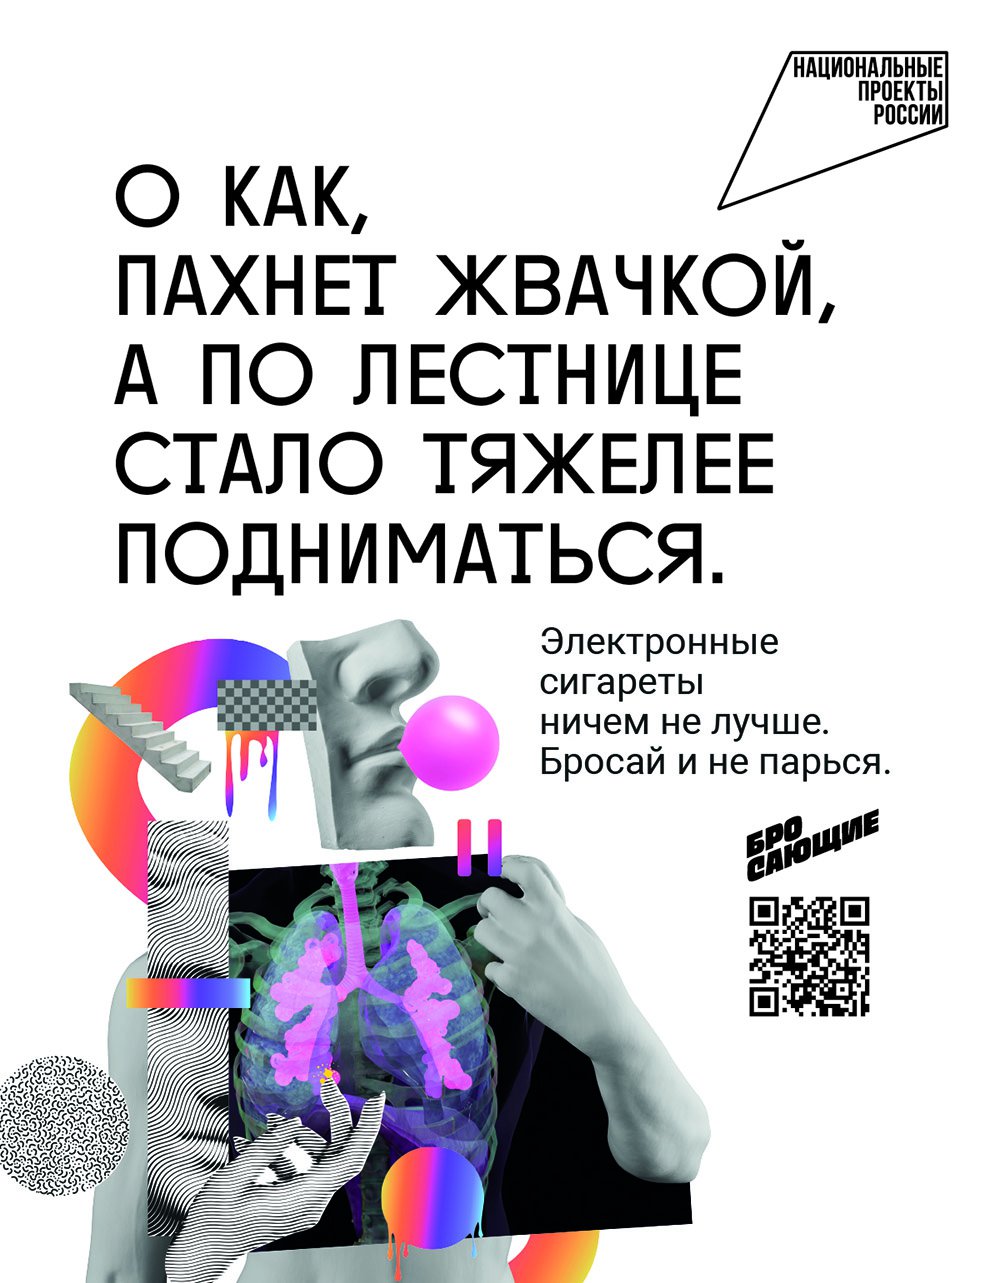 НАЦИОНАЛЬНЫЕ
ПРОЕКТЫ
РОССИИ
О КАК,
ПАХНЕТ ЖВАЧКОЙ,
А ПО ЛЕСТНИЦЕ
СТАЛО ТЯЖЕЛЕЕ
ПОДНИМАТЬСЯ.
Электронные
сигареты
ничем не лучше.
Бросай и не парься.
БРО
САЮЩИЕ